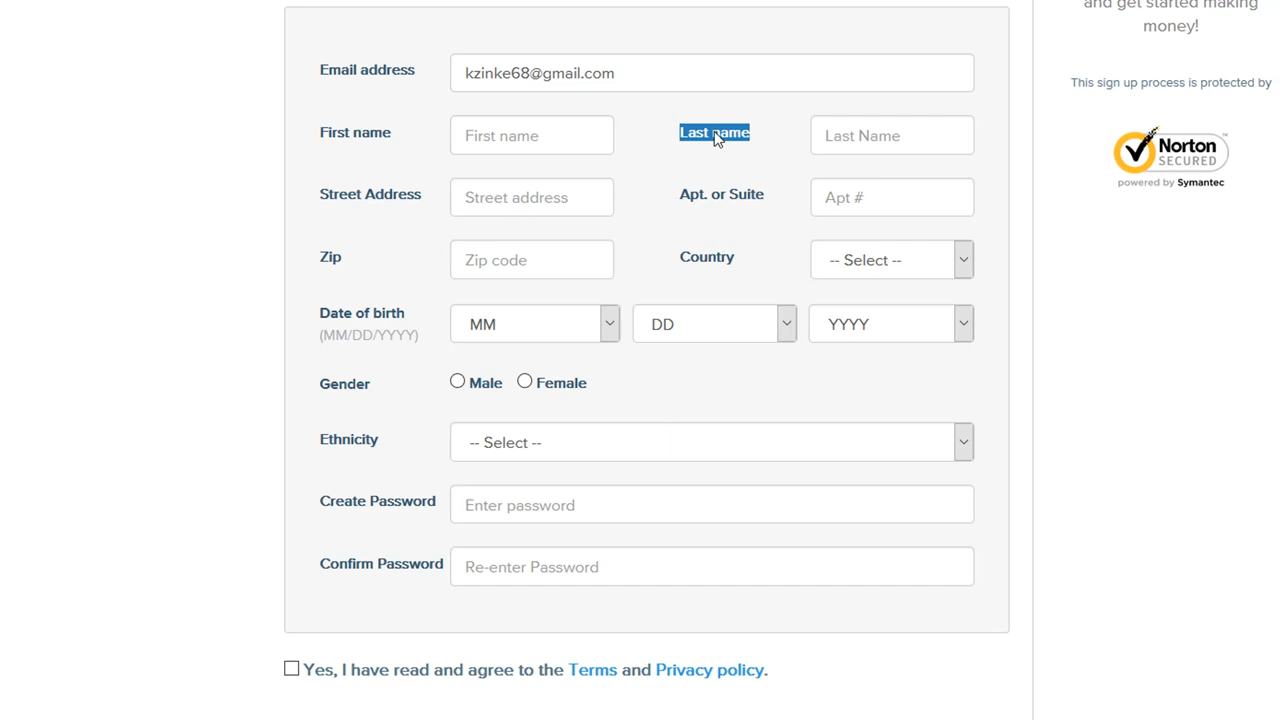 and get started making
money!
This sign up process is protected by
Norton
SECURED
powered by Symantec
Email address kzinke68@gmail.com
First name First name Last name Last Name
Street Address Street address Apt. or Suite Apt #
Zip Zip code Country -- Select --
Date of birth MM DD YYYY
(MM/DD/YYYY)
Gender Male Female
Ethnicity -- Select --
Create Password Enter password
Confirm Password Re-enter Password
Yes, I have read and agree to the Terms and Privacy policy.